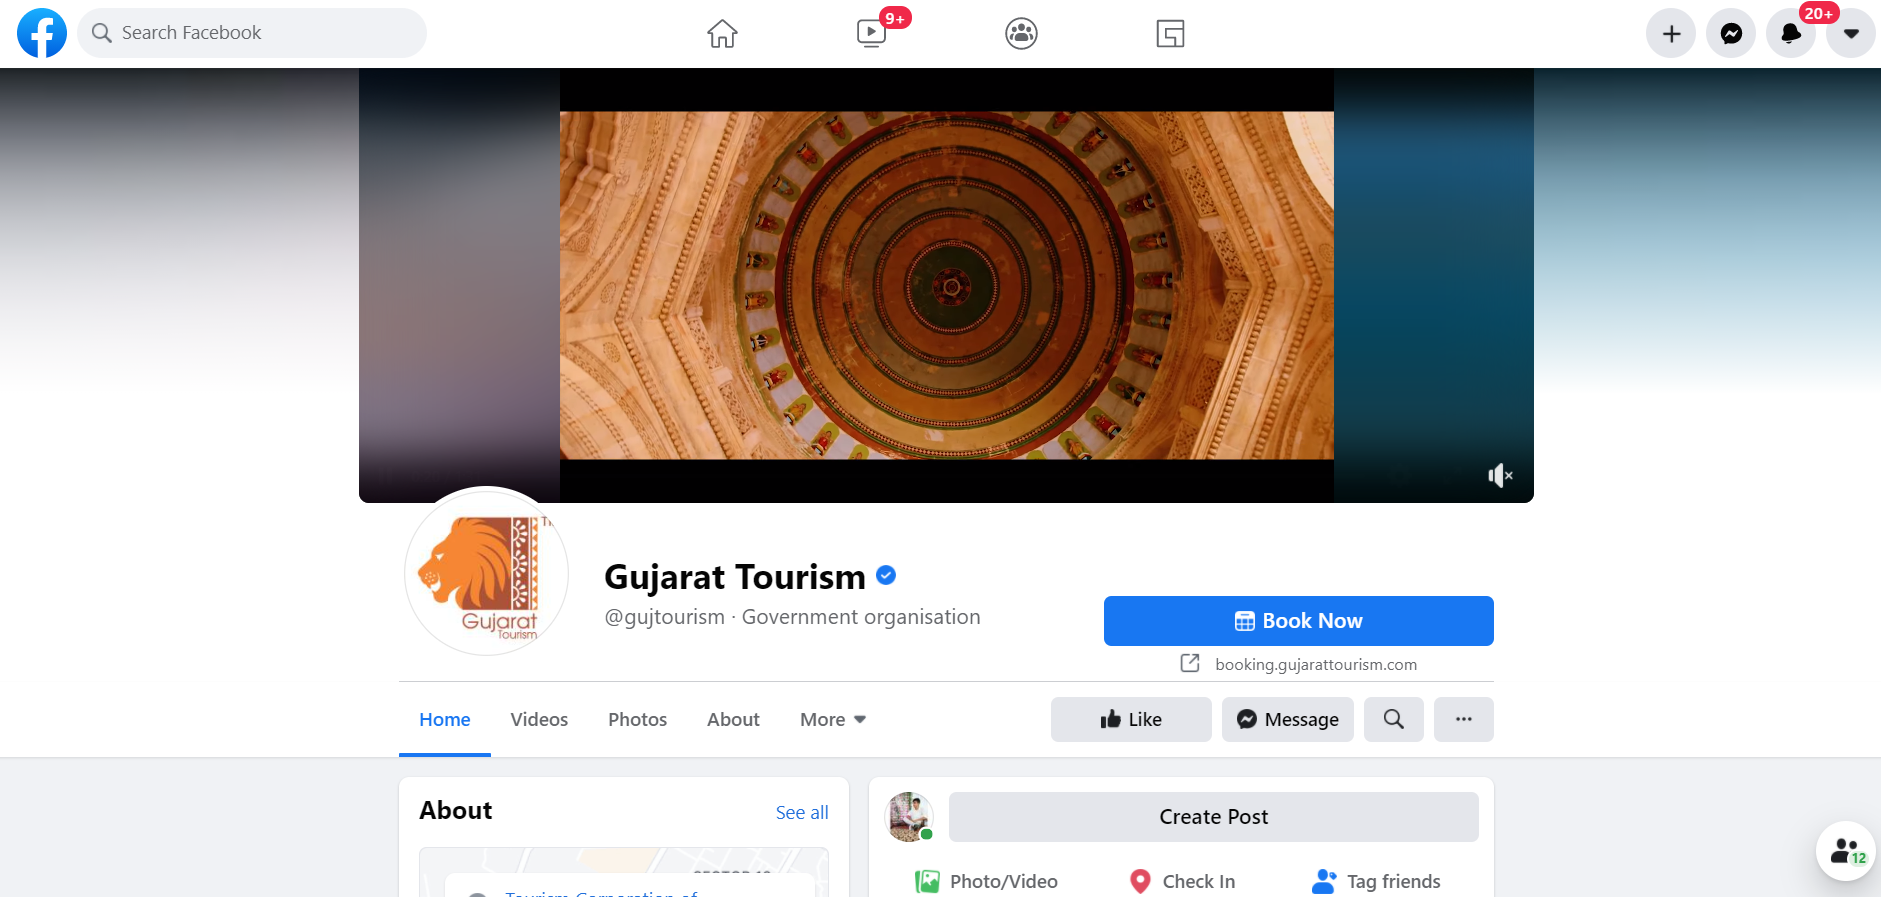 Search Facebook
9+
20+
Gujarat
Tourism
Gujarat Tourism
@gujtourism · Government organisation
Book Now
booking.gujarattourism.com
Home
Videos
Photos
About
More
Like
Message
About
See all
Create Post
Photo/Video
Check In
Tag friends
12
Tourism Corporation of